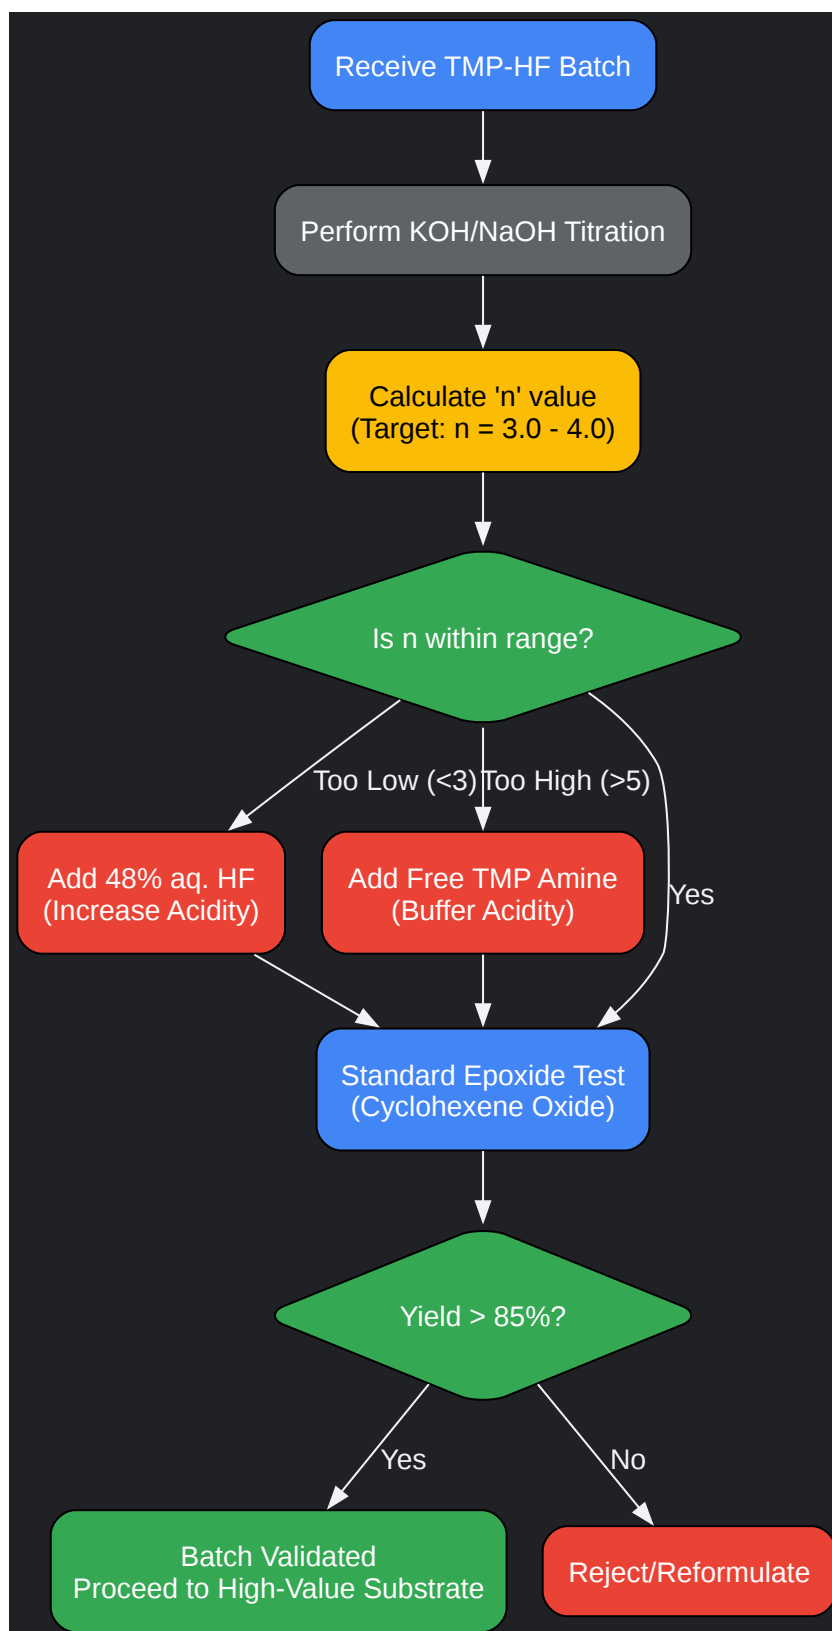 Receive TMP-HF Batch
Perform KOH/NaOH Titration
Calculate 'n' value
(Target: n = 3.0 - 4.0)
Is n within range?
Too Low (<3)
Too High (>5)
Add 48% aq. HF
(Increase Acidity)
Add Free TMP Amine
(Buffer Acidity)
Yes
Standard Epoxide Test
(Cyclohexene Oxide)
Yield > 85%?
Yes
No
Batch Validated
Proceed to High-Value Substrate
Reject/Reformulate